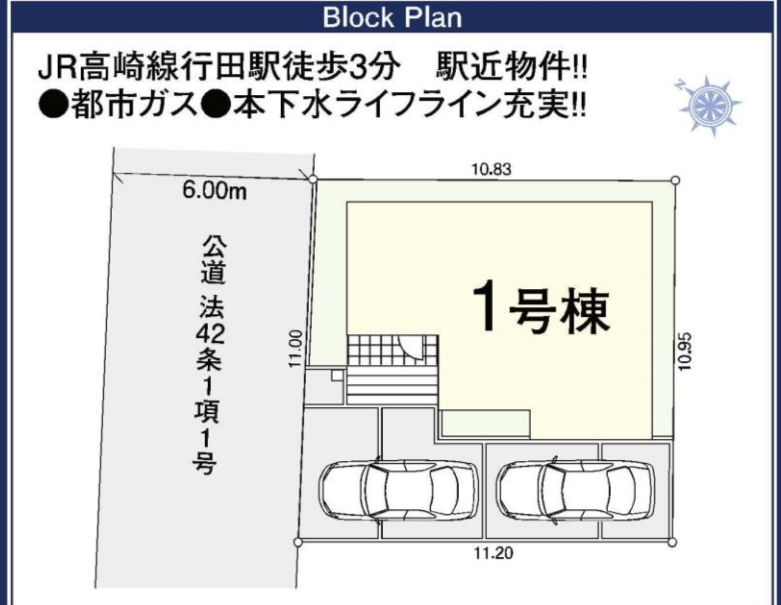 Block Plan
JR高崎線行田駅徒歩3分　駅近物件!!
●都市ガス●本下水ライフライン充実!!
N
10.83
6.00m
公道 法42条1項1号
1号棟
11.00
10.95
11.20